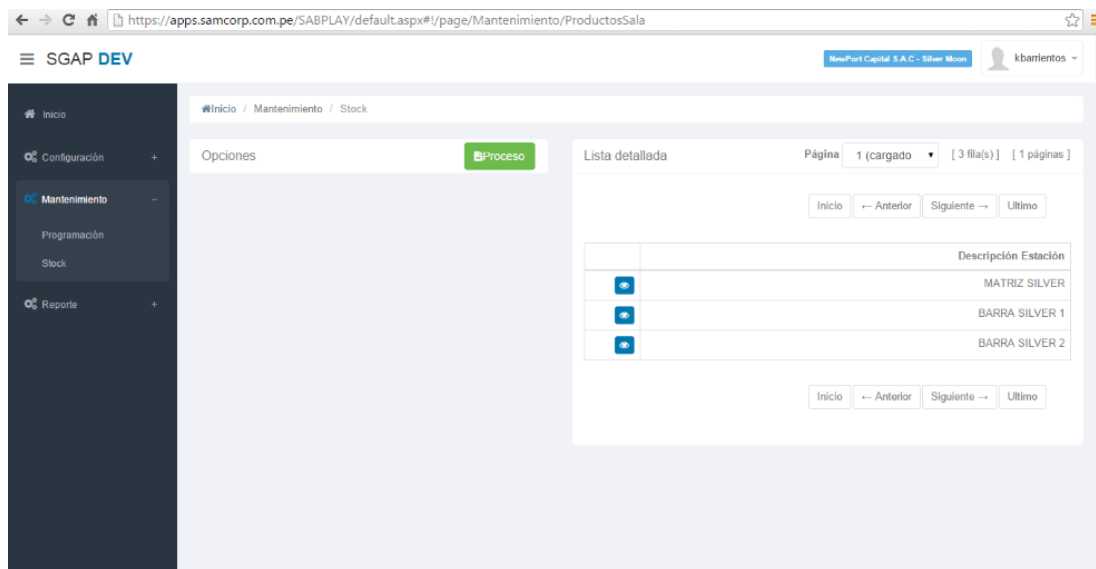 https://apps.samcorp.com.pe/SABPLAY/default.aspx#!/page/Mantenimiento/ProductosSala
SGAP DEV
NewPort Capital S.A.C - Silver Moon
kbarrientos
Inicio
Configuración +
Mantenimiento −
Programación
Stock
Reporte +
Inicio / Mantenimiento / Stock
Opciones
Proceso
Lista detallada
Página 1 (cargado [ 3 fila(s) ] [ 1 páginas ]
Inicio ← Anterior Siguiente → Ultimo
Descripción Estación
MATRIZ SILVER
BARRA SILVER 1
BARRA SILVER 2
Inicio ← Anterior Siguiente → Ultimo